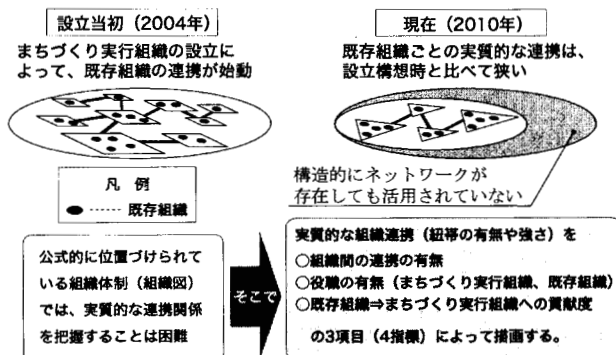 設立当初（2004年）
まちづくり実行組織の設立に
よって、既存組織の連携が始動
凡 例
既存組織
公式的に位置づけられて
いる組織体制（組織図）
では、実質的な連携関係
を把握することは困難
そこで
現在（2010年）
既存組織ごとの実質的な連携は、
設立構想時と比べて狭い
構造的にネットワークが
存在しても活用されていない
実質的な組織連携（紐帯の有無や強さ）を
○組織間の連携の有無
○役職の有無（まちづくり実行組織、既存組織）
○既存組織⇒まちづくり実行組織への貢献度
の3項目（4指標）によって描画する。